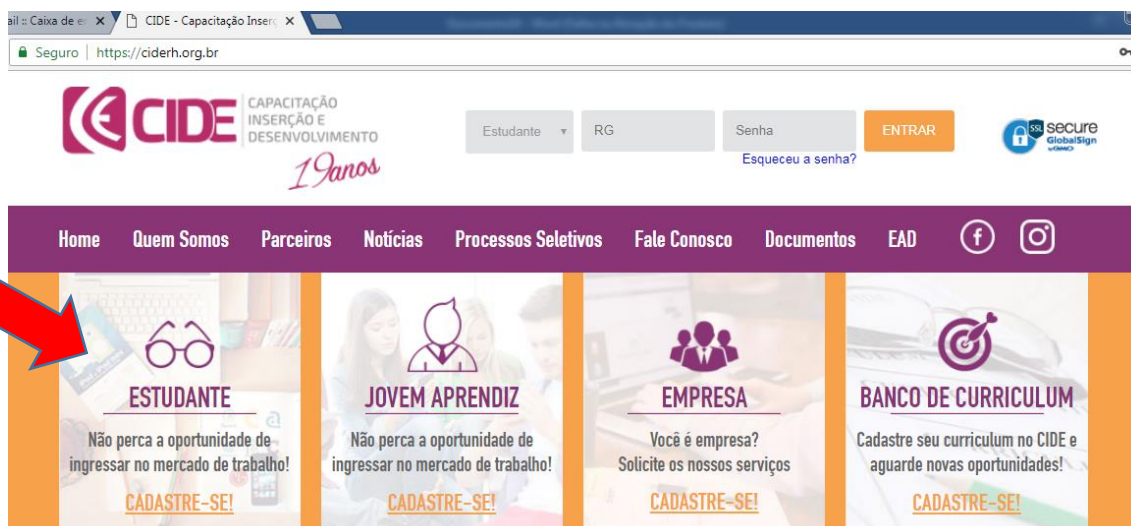 ail :: Caixa de e
CIDE - Capacitação Inserç
Seguro | https://ciderh.org.br
CIDE
CAPACITAÇÃO
INSERÇÃO E
DESENVOLVIMENTO
19anos
Estudante
RG
Senha
ENTRAR
Esqueceu a senha?
SSL
secure
GlobalSign
by GMO
Home Quem Somos Parceiros Notícias Processos Seletivos Fale Conosco Documentos EAD
ESTUDANTE
Não perca a oportunidade de
ingressar no mercado de trabalho!
CADASTRE-SE!
JOVEM APRENDIZ
Não perca a oportunidade de
ingressar no mercado de trabalho!
CADASTRE-SE!
EMPRESA
Você é empresa?
Solicite os nossos serviços
CADASTRE-SE!
BANCO DE CURRICULUM
Cadastre seu curriculum no CIDE e
aguarde novas oportunidades!
CADASTRE-SE!